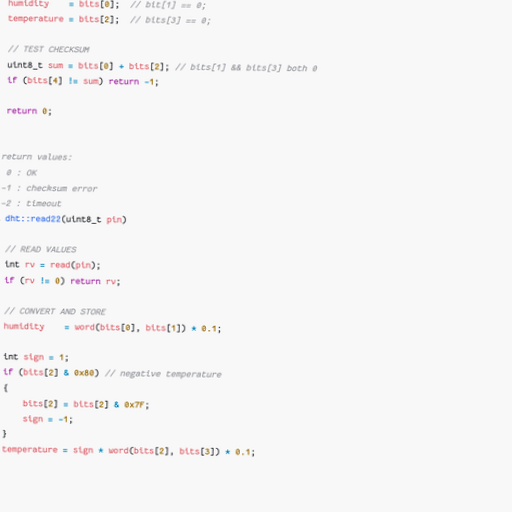 humidity    = bits[0];  // bit[1] == 0;
temperature = bits[2];  // bits[3] == 0;
// TEST CHECKSUM
uint8_t sum = bits[0] + bits[2]; // bits[1] && bits[3] both 0
if (bits[4] != sum) return -1;
return 0;
return values:
0 : OK
-1 : checksum error
-2 : timeout
dht::read22(uint8_t pin)
// READ VALUES
int rv = read(pin);
if (rv != 0) return rv;
// CONVERT AND STORE
humidity    = word(bits[0], bits[1]) * 0.1;
int sign = 1;
if (bits[2] & 0x80) // negative temperature
{
bits[2] = bits[2] & 0x7F;
sign = -1;
}
temperature = sign * word(bits[2], bits[3]) * 0.1;